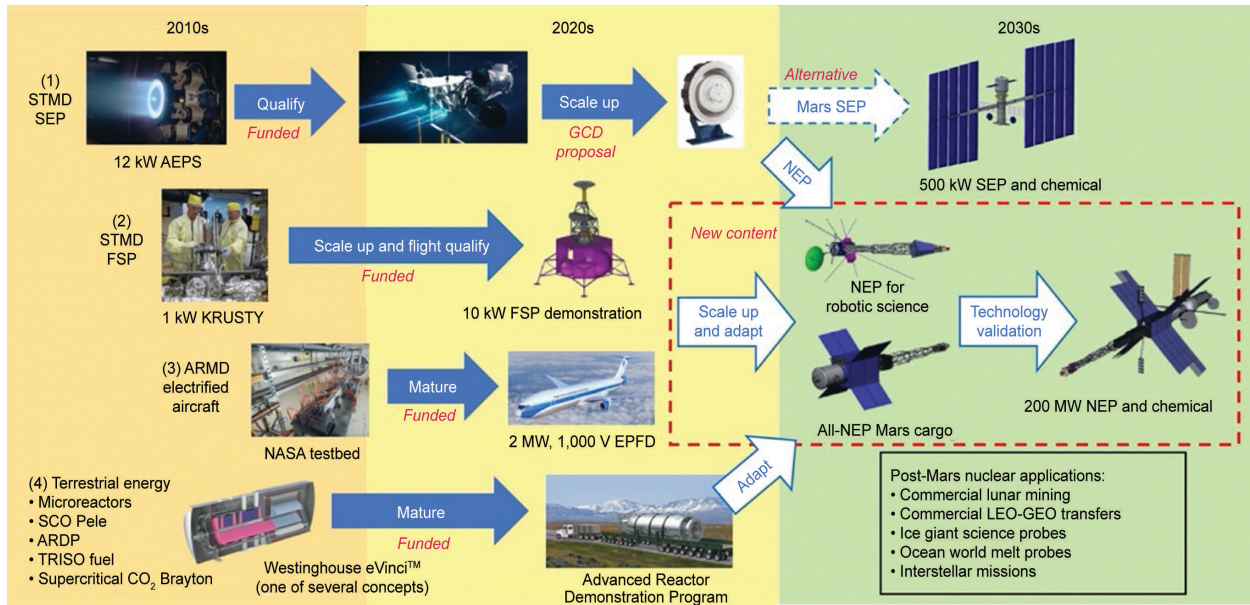 2010s
2020s
2030s
(1)
STMD
SEP
12 kW AEPS
Qualify
Funded
Scale up
GCD
proposal
Alternative
Mars SEP
NEP
500 kW SEP and chemical
(2)
STMD
FSP
1 kW KRUSTY
Scale up and flight qualify
Funded
10 kW FSP demonstration
New content
Scale up
and adapt
NEP for
robotic science
All-NEP Mars cargo
Technology
validation
200 MW NEP and chemical
(3) ARMD
electrified
aircraft
NASA testbed
Mature
Funded
2 MW, 1,000 V EPFD
(4) Terrestrial energy
• Microreactors
• SCO Pele
• ARDP
• TRISO fuel
• Supercritical CO2 Brayton
Westinghouse eVinci™
(one of several concepts)
Mature
Funded
Advanced Reactor
Demonstration Program
Adapt
Post-Mars nuclear applications:
• Commercial lunar mining
• Commercial LEO-GEO transfers
• Ice giant science probes
• Ocean world melt probes
• Interstellar missions